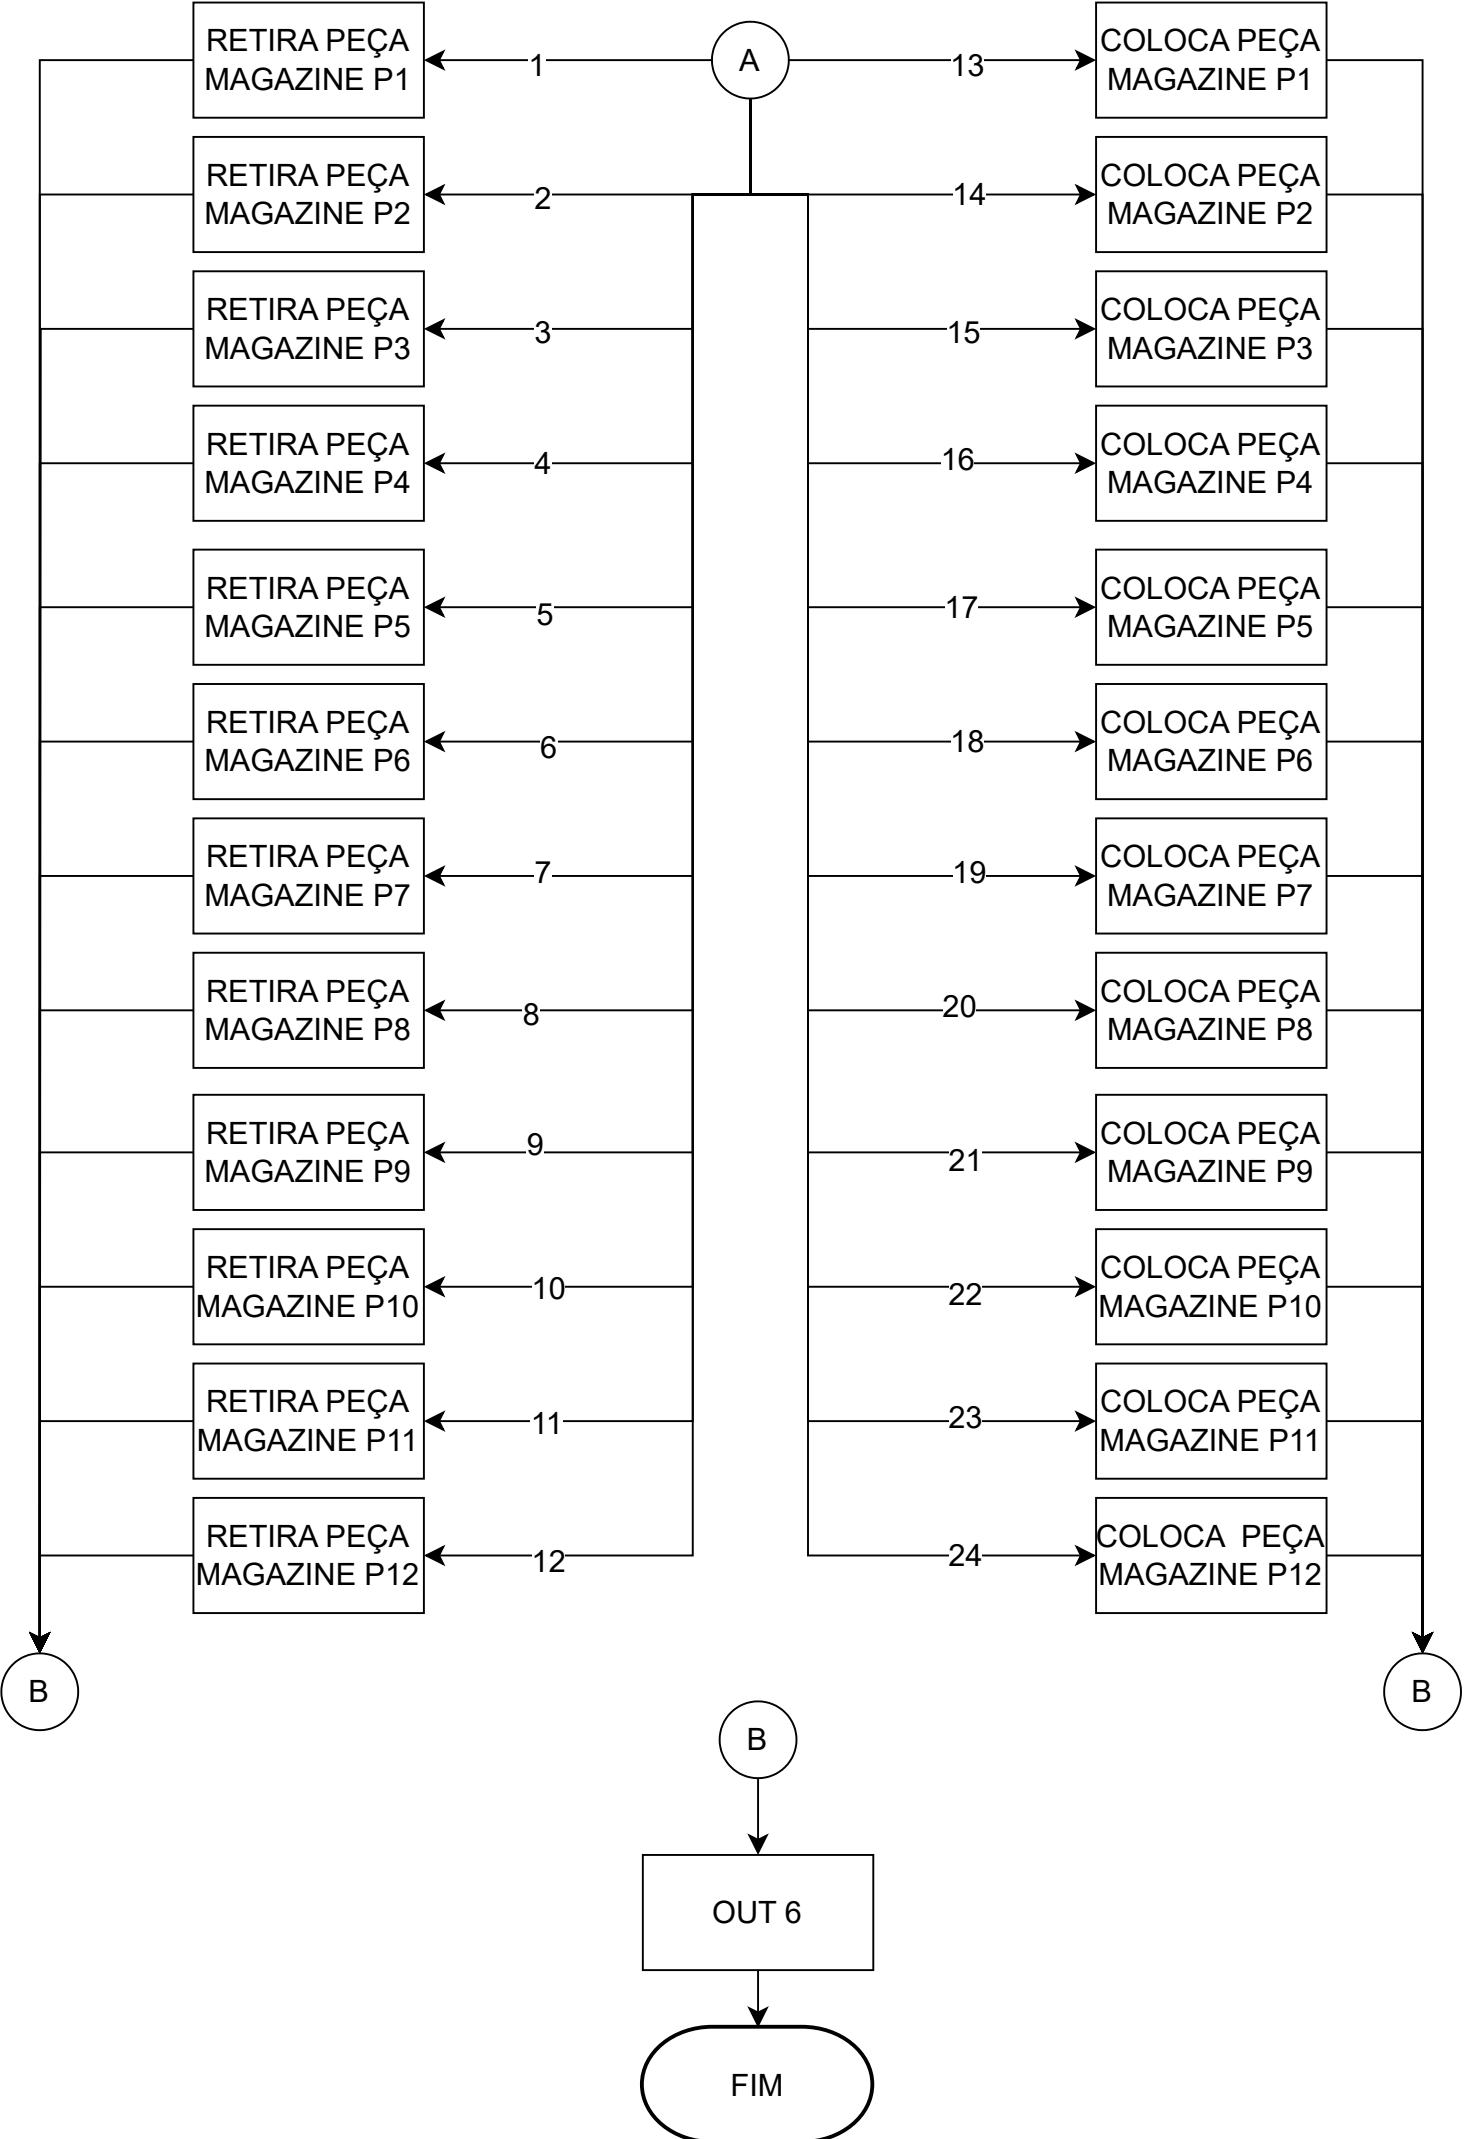 RETIRA PEÇA
MAGAZINE P1
1
A
13
COLOCA PEÇA
MAGAZINE P1
RETIRA PEÇA
MAGAZINE P2
2
14
COLOCA PEÇA
MAGAZINE P2
RETIRA PEÇA
MAGAZINE P3
3
15
COLOCA PEÇA
MAGAZINE P3
RETIRA PEÇA
MAGAZINE P4
4
16
COLOCA PEÇA
MAGAZINE P4
RETIRA PEÇA
MAGAZINE P5
5
17
COLOCA PEÇA
MAGAZINE P5
RETIRA PEÇA
MAGAZINE P6
6
18
COLOCA PEÇA
MAGAZINE P6
RETIRA PEÇA
MAGAZINE P7
7
19
COLOCA PEÇA
MAGAZINE P7
RETIRA PEÇA
MAGAZINE P8
8
20
COLOCA PEÇA
MAGAZINE P8
RETIRA PEÇA
MAGAZINE P9
9
21
COLOCA PEÇA
MAGAZINE P9
RETIRA PEÇA
MAGAZINE P10
10
22
COLOCA PEÇA
MAGAZINE P10
RETIRA PEÇA
MAGAZINE P11
11
23
COLOCA PEÇA
MAGAZINE P11
RETIRA PEÇA
MAGAZINE P12
12
24
COLOCA PEÇA
MAGAZINE P12
B
B
B
OUT 6
FIM